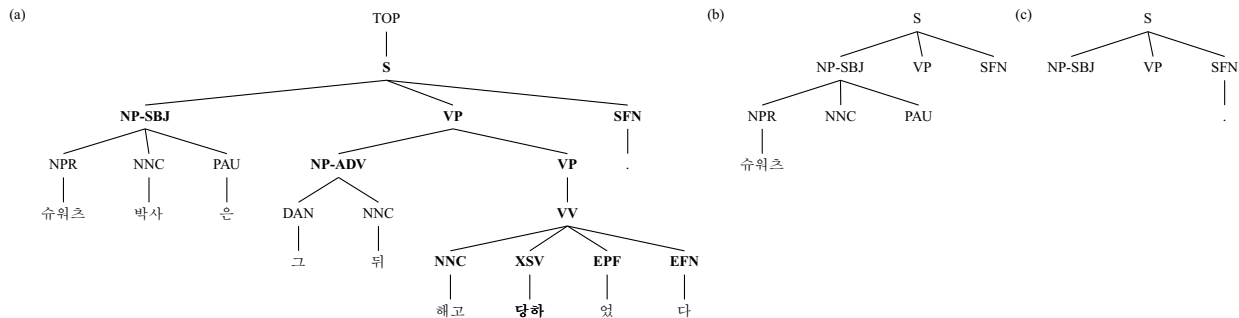 (a) TOP (b) S (c) S
S NP-SBJ VP SFN NP-SBJ VP SFN
NP-SBJ VP SFN NPR NNC PAU .
NPR NNC PAU NP-ADV VP . 슈워츠
슈워츠 박사 은 DAN NNC VV
그 뒤 NNC XSV EPF EFN
해고 당하 었 다